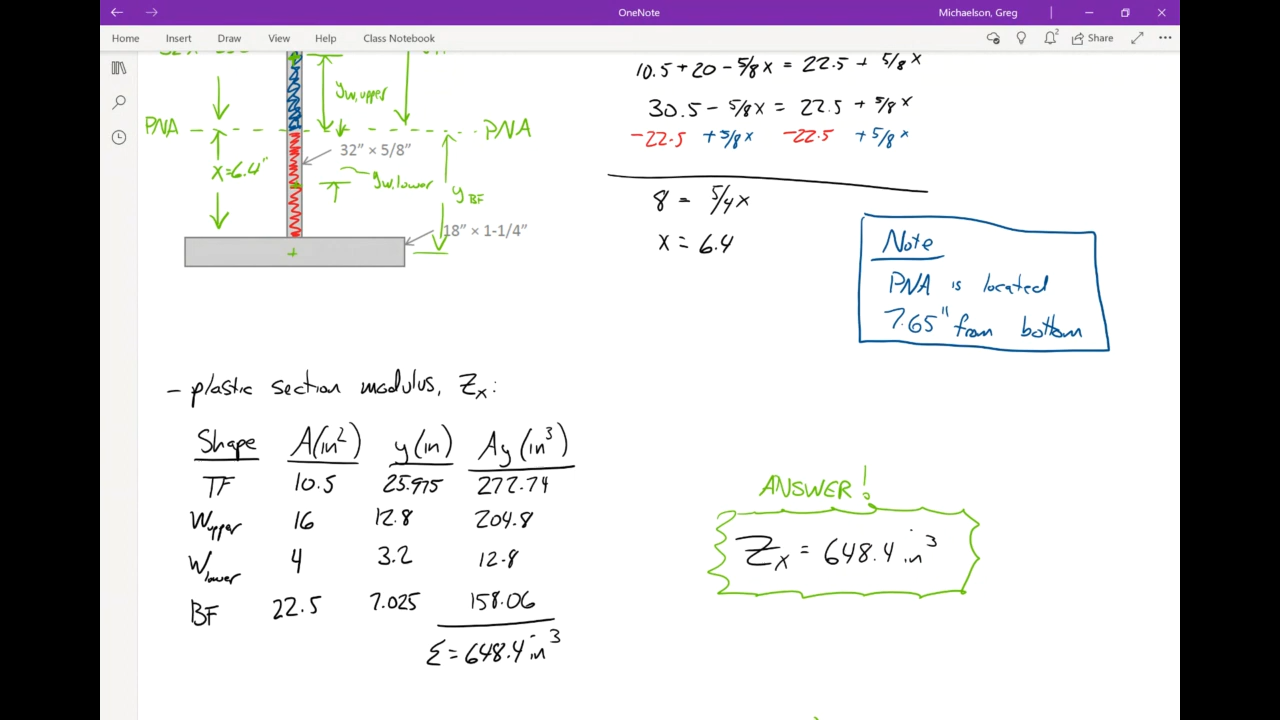 OneNote
Michaelson, Greg
Home Insert Draw View Help Class Notebook
Share
10.5 + 20 - 5/8 x = 22.5 + 5/8 x
30.5 - 5/8 x = 22.5 + 5/8 x
-22.5 + 5/8 x -22.5 + 5/8 x
8 = 5/4 x
x = 6.4
yw,upper
PNA
PNA
32" × 5/8"
x = 6.4"
yw,lower
yBF
18" × 1-1/4"
Note
PNA is located
7.65" from bottom
- plastic section modulus, Zx:
Shape A(in²) y(in) Ay(in³)
TF 10.5 25.975 272.74
Wupper 16 12.8 204.8
Wlower 4 3.2 12.8
BF 22.5 7.025 158.06
Σ = 648.4 in³
ANSWER!
Zx = 648.4 in³